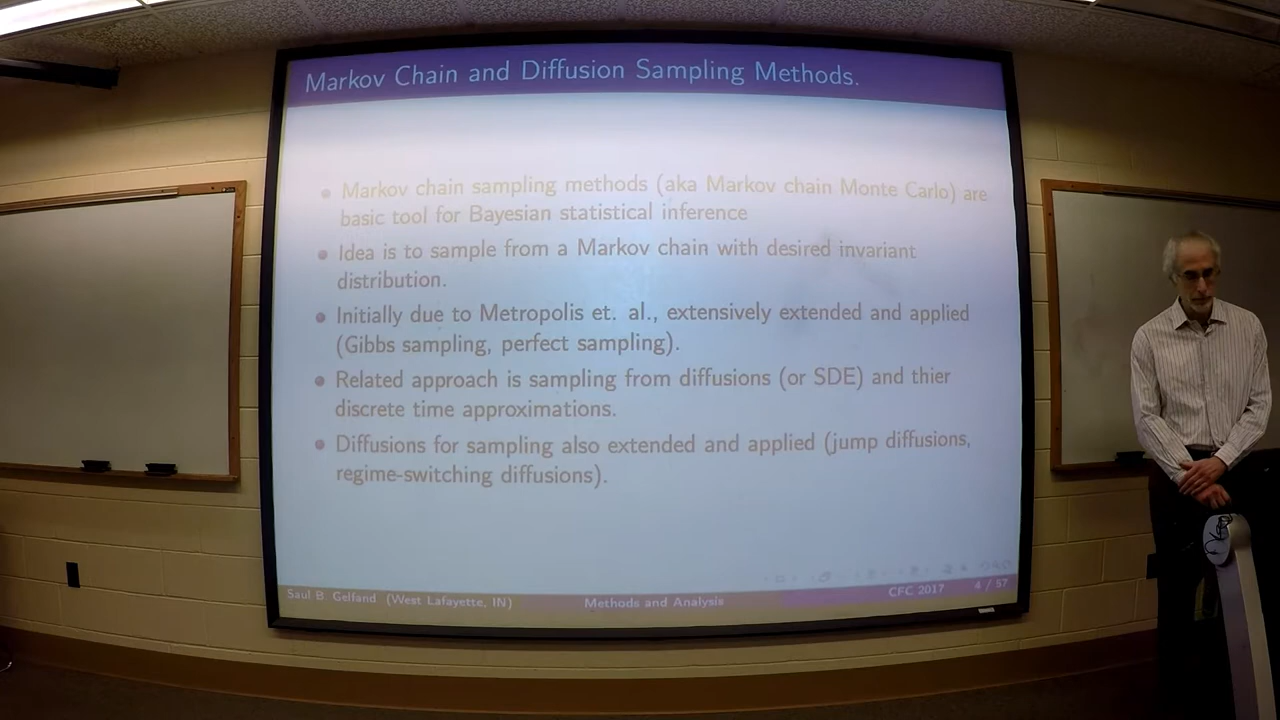 Markov Chain and Diffusion Sampling Methods.
Markov chain sampling methods (aka Markov chain Monte Carlo) are
basic tool for Bayesian statistical inference
Idea is to sample from a Markov chain with desired invariant
distribution.
Initially due to Metropolis et. al., extensively extended and applied
(Gibbs sampling, perfect sampling).
Related approach is sampling from diffusions (or SDE) and thier
discrete time approximations.
Diffusions for sampling also extended and applied (jump diffusions,
regime-switching diffusions).
Saul B. Gelfand (West Lafayette, IN) Methods and Analysis CFC 2017 4 / 57